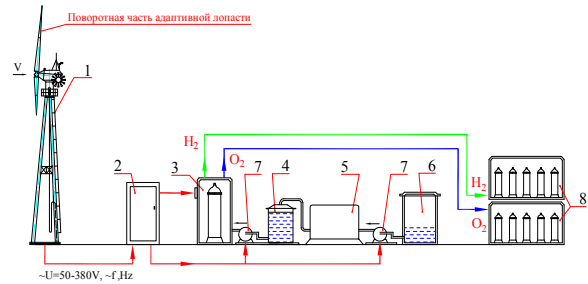 Поворотная часть адаптивной лопасти
V
1
H2
O2
2
3
7
4
5
7
6
H2
O2
8
~U=50-380V, ~f ,Hz